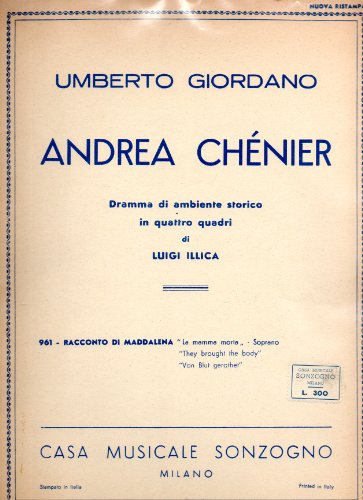 NUOVA RISTAMPA
UMBERTO GIORDANO
ANDREA CHÉNIER
Dramma di ambiente storico
in quattro quadri
di
LUIGI ILLICA
961 - RACCONTO DI MADDALENA "La mamma morta„ - Soprano
"They brought the body"
"Von Blut geröthet"
CASA MUSICALE
SONZOGNO
MILANO
L. 300
CASA MUSICALE SONZOGNO
MILANO
Stampato in Italia
Printed in Italy